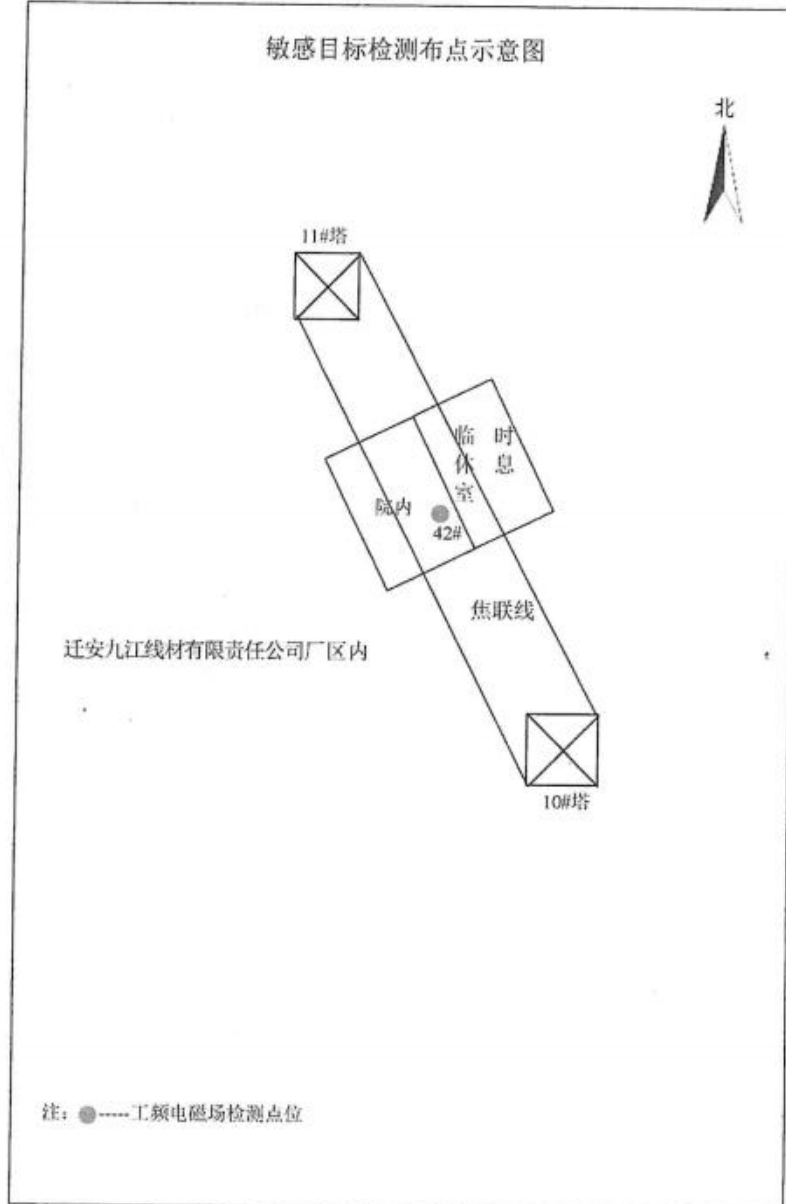 敏感目标检测布点示意图
北
11#塔
临时
休息
室
院内
42#
焦联线
迁安九江线材有限责任公司厂区内
10#塔
注：-----工频电磁场检测点位